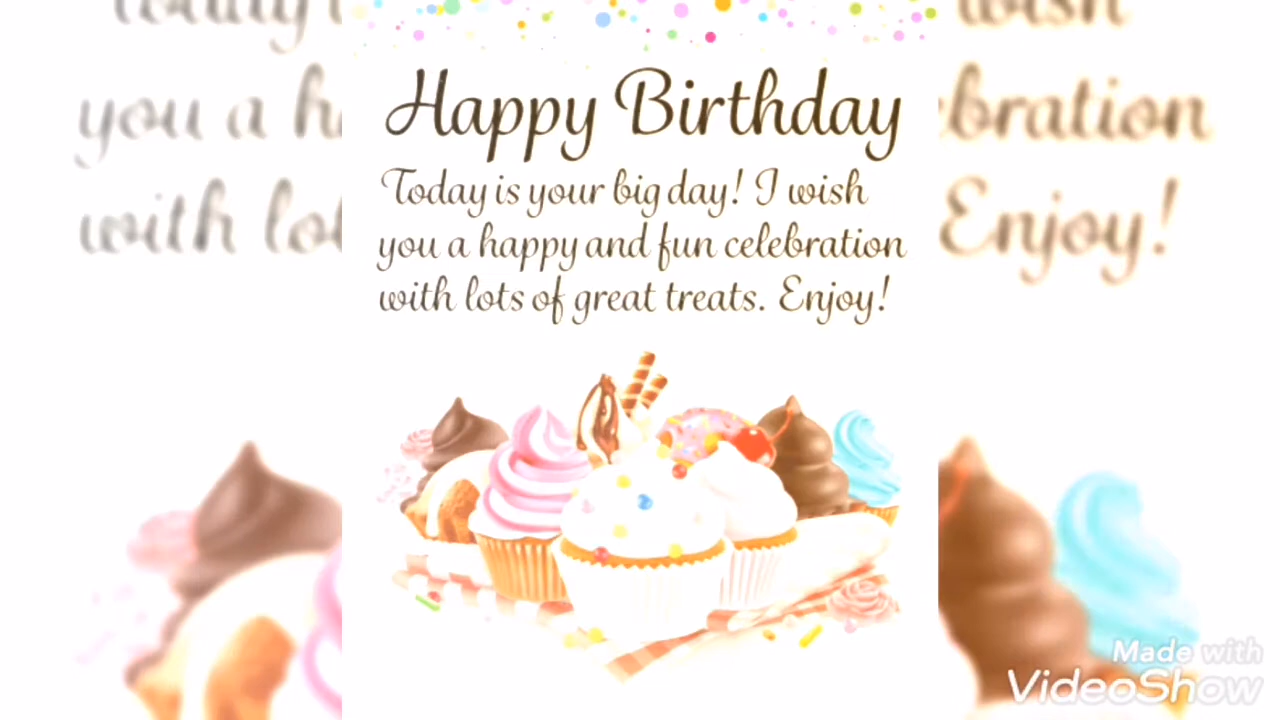 Happy Birthday
Today is your big day! I wish
you a happy and fun celebration
with lots of great treats. Enjoy!
Made with
VideoShow